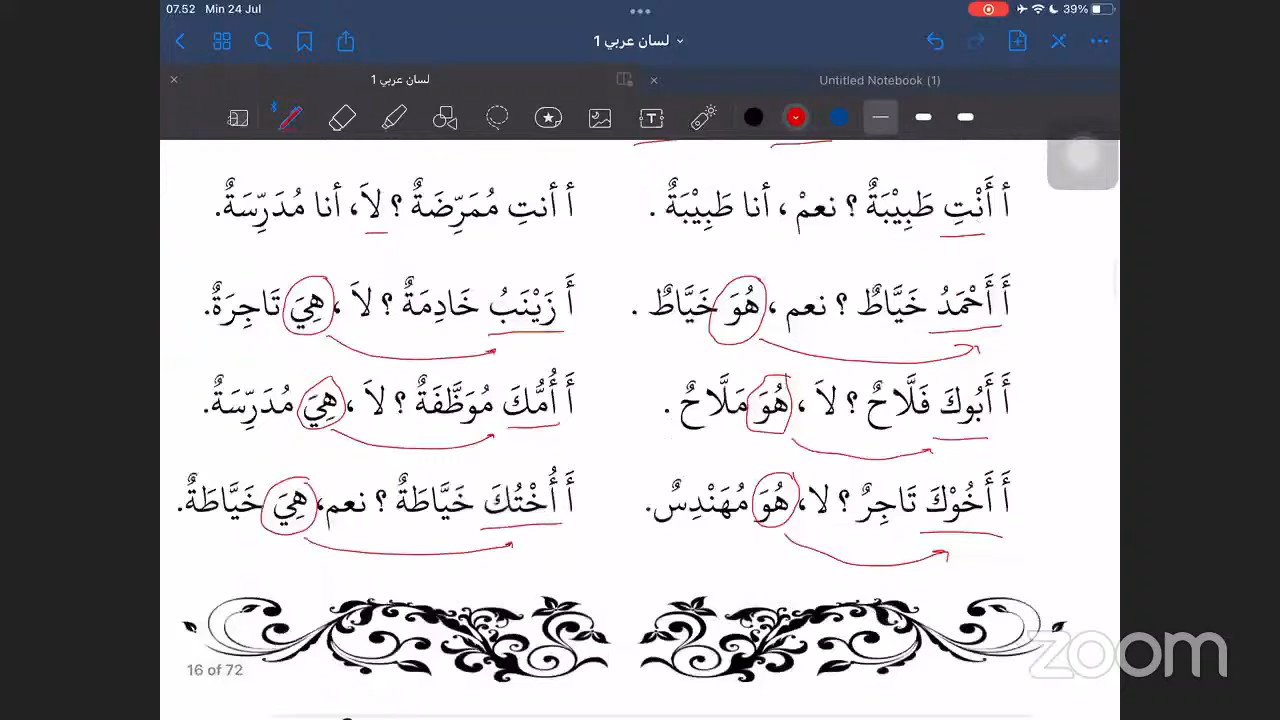 07.52 Min 24 Jul
39%
لسان عربي 1
لسان عربي 1
Untitled Notebook (1)
أ أَنْتِ طَبِيْبَةٌ ؟ نعمْ ، أنا طَبِيْبَةٌ .
أ أنتِ مُمَرِّضَةٌ ؟ لاَ، أنا مُدَرِّسَةٌ.
أَ أَحْمَدُ خَيَّاطٌ ؟ نعم ، هُوَ خَيَّاطٌ .
أَ زَيْنَبُ خَادِمَةٌ ؟ لاَ ، هِيَ تَاجِرَةٌ.
أَ أَبُوكَ فَلَّاحٌ ؟ لاَ ، هُوَ مَلَّاحٌ .
أَ أُمُّكَ مُوَظَّفَةٌ ؟ لاَ ، هِيَ مُدَرِّسَةٌ.
أَ أَخُوْكَ تَاجِرٌ ؟ لا، هُوَ مُهَنْدِسٌ.
أَ أُخْتُكَ خَيَّاطَةٌ ؟ نعم، هِيَ خَيَّاطَةٌ.
16 of 72
zoom